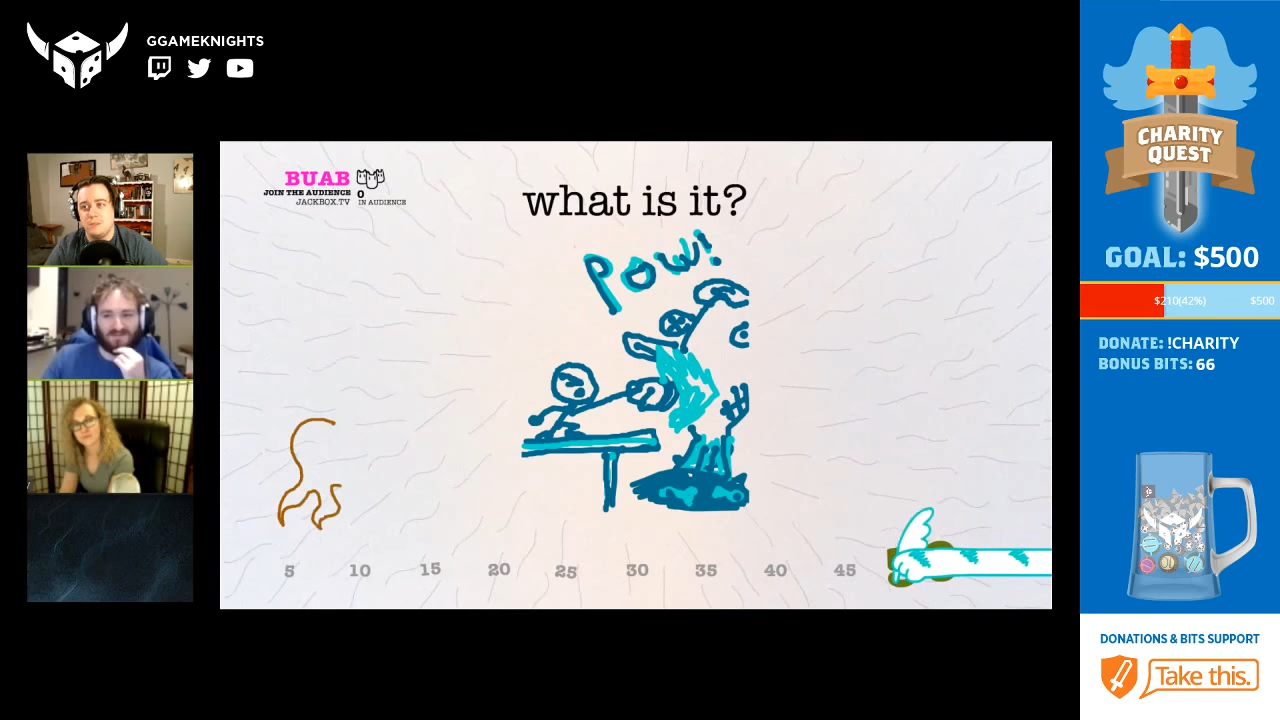 GGAMEKNIGHTS
BUAB
JOIN THE AUDIENCE
JACKBOX.TV
0
IN AUDIENCE
what is it?
POW!
5 10 15 20 25 30 35 40 45
CHARITY
QUEST
GOAL: $500
$210(42%) $500
DONATE: !CHARITY
BONUS BITS: 66
DONATIONS & BITS SUPPORT
Take this.